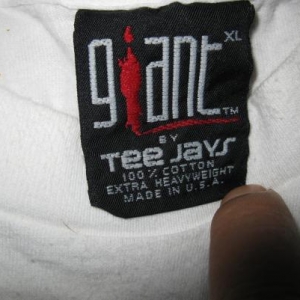 giant XL
™
BY
Tee Jays
100% COTTON
EXTRA HEAVYWEIGHT
MADE IN U.S.A.